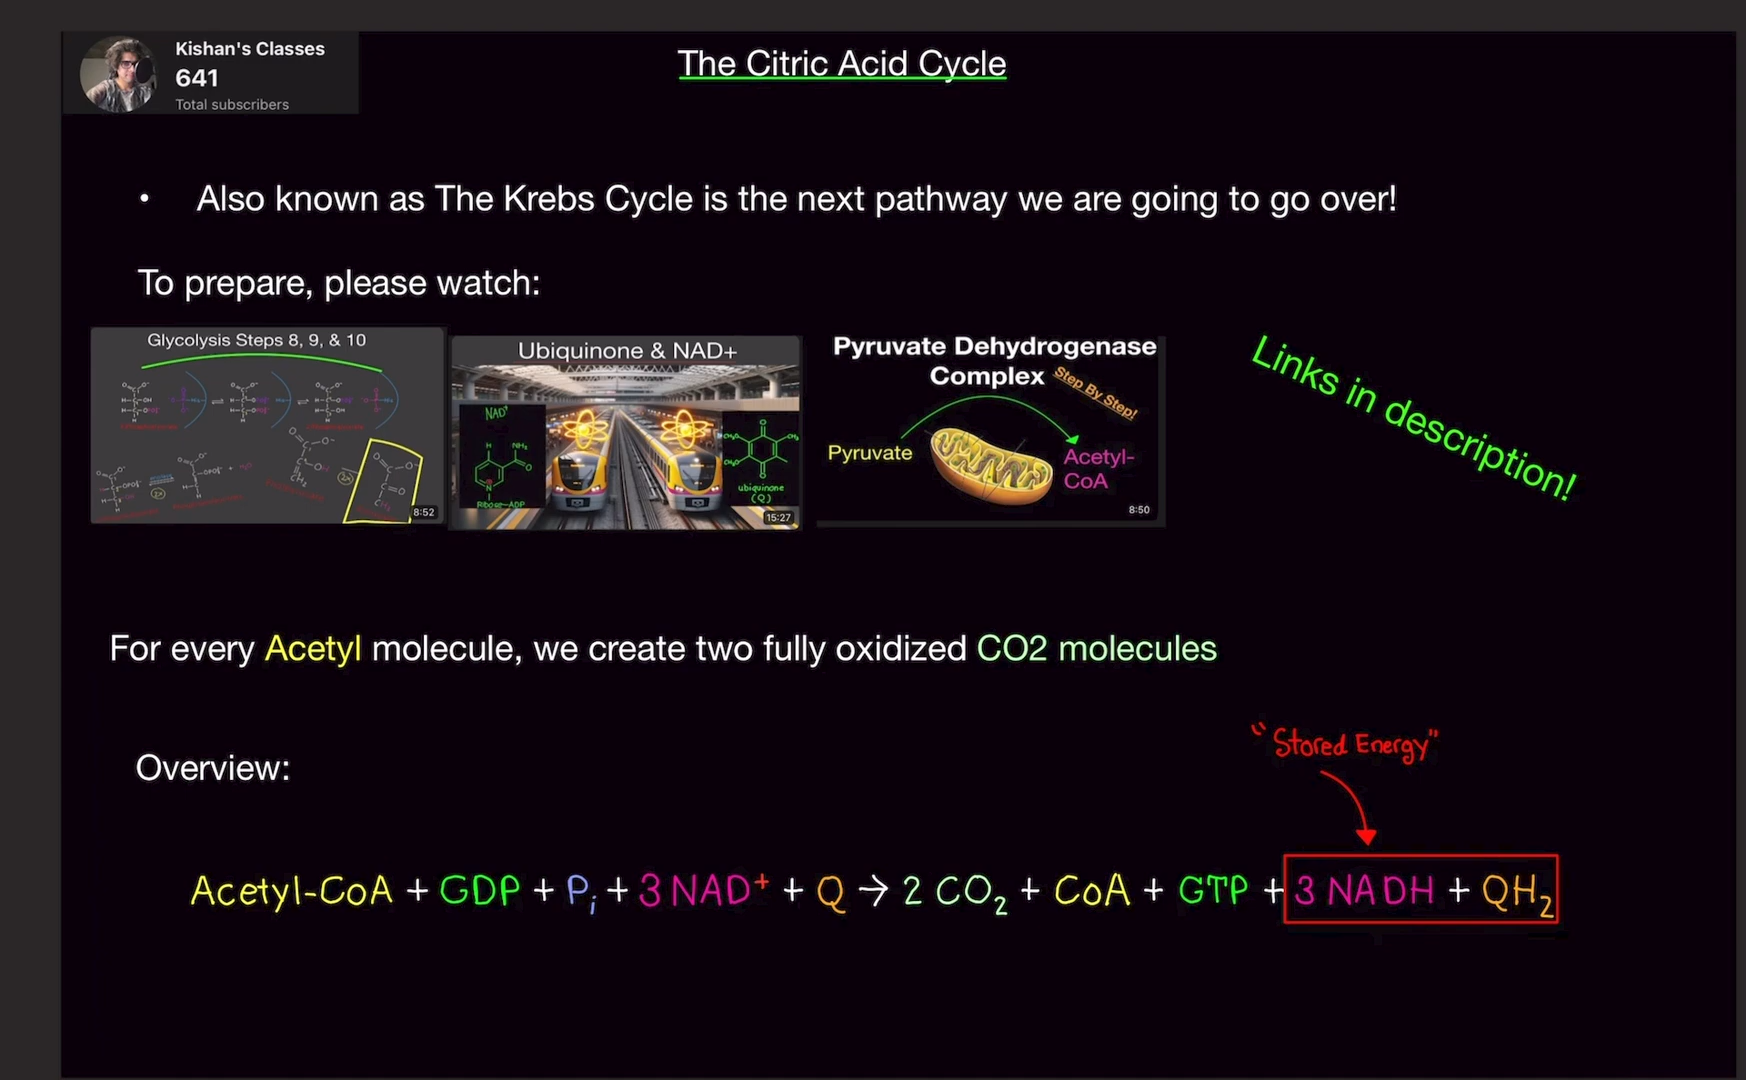 Kishan's Classes
641
Total subscribers
The Citric Acid Cycle
• Also known as The Krebs Cycle is the next pathway we are going to go over!
To prepare, please watch:
Glycolysis Steps 8, 9, & 10
8:52
Ubiquinone & NAD+
NAD⁺
Ribose-ADP
ubiquinone
(Q)
15:27
Pyruvate Dehydrogenase
Complex
Step By Step!
Pyruvate
Acetyl-
CoA
8:50
Links in description!
For every Acetyl molecule, we create two fully oxidized CO2 molecules
Overview:
"Stored Energy"
Acetyl-CoA + GDP + Pᵢ + 3 NAD⁺ + Q → 2 CO₂ + CoA + GTP + 3 NADH + QH₂